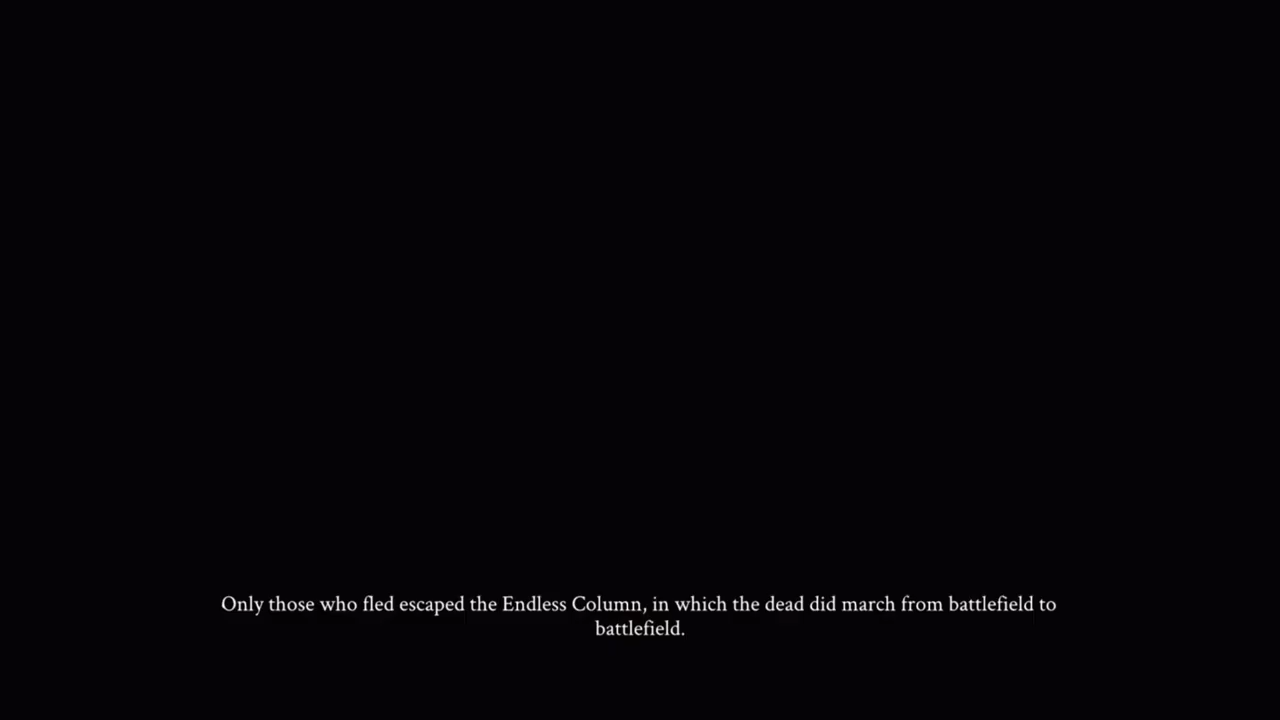 Only those who fled escaped the Endless Column, in which the dead did march from battlefield to
battlefield.